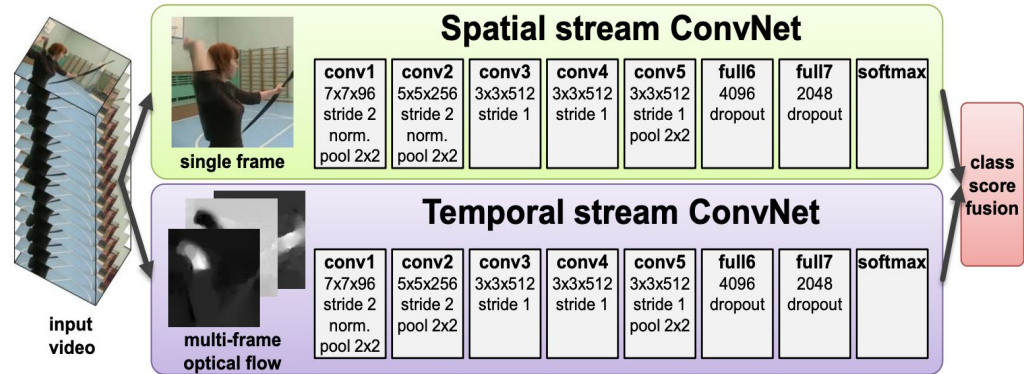 Spatial stream ConvNet
conv1
7x7x96
stride 2
norm.
pool 2x2
conv2
5x5x256
stride 2
norm.
pool 2x2
conv3
3x3x512
stride 1
conv4
3x3x512
stride 1
conv5
3x3x512
stride 1
pool 2x2
full6
4096
dropout
full7
2048
dropout
softmax
single frame
Temporal stream ConvNet
conv1
7x7x96
stride 2
norm.
pool 2x2
conv2
5x5x256
stride 2
pool 2x2
conv3
3x3x512
stride 1
conv4
3x3x512
stride 1
conv5
3x3x512
stride 1
pool 2x2
full6
4096
dropout
full7
2048
dropout
softmax
multi-frame
optical flow
input
video
class
score
fusion